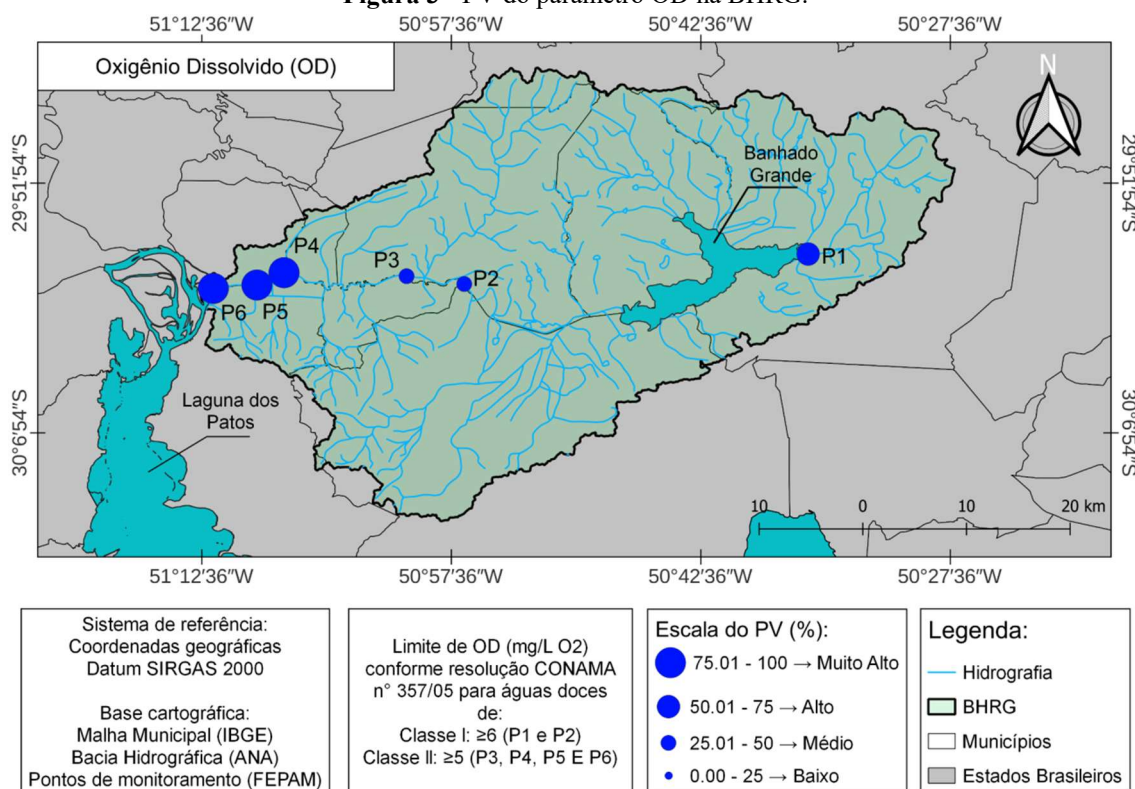 Figura 3 - PV do parâmetro OD na BHRG.
51°12'36"W 50°57'36"W 50°42'36"W 50°27'36"W
Oxigênio Dissolvido (OD)
N
29°51'54"S
29°51'54"S
Banhado
Grande
P4
P3
P1
P2
P6
P5
Laguna dos
Patos
30°6'54"S
30°6'54"S
10 0 10 20 km
51°12'36"W 50°57'36"W 50°42'36"W 50°27'36"W
Sistema de referência:
Coordenadas geográficas
Datum SIRGAS 2000
Base cartográfica:
Malha Municipal (IBGE)
Bacia Hidrográfica (ANA)
Pontos de monitoramento (FEPAM)
Limite de OD (mg/L O2)
conforme resolução CONAMA
n° 357/05 para águas doces
de:
Classe I: ≥6 (P1 e P2)
Classe II: ≥5 (P3, P4, P5 E P6)
Escala do PV (%):
75.01 - 100 → Muito Alto
50.01 - 75 → Alto
25.01 - 50 → Médio
0.00 - 25 → Baixo
Legenda:
Hidrografia
BHRG
Municípios
Estados Brasileiros